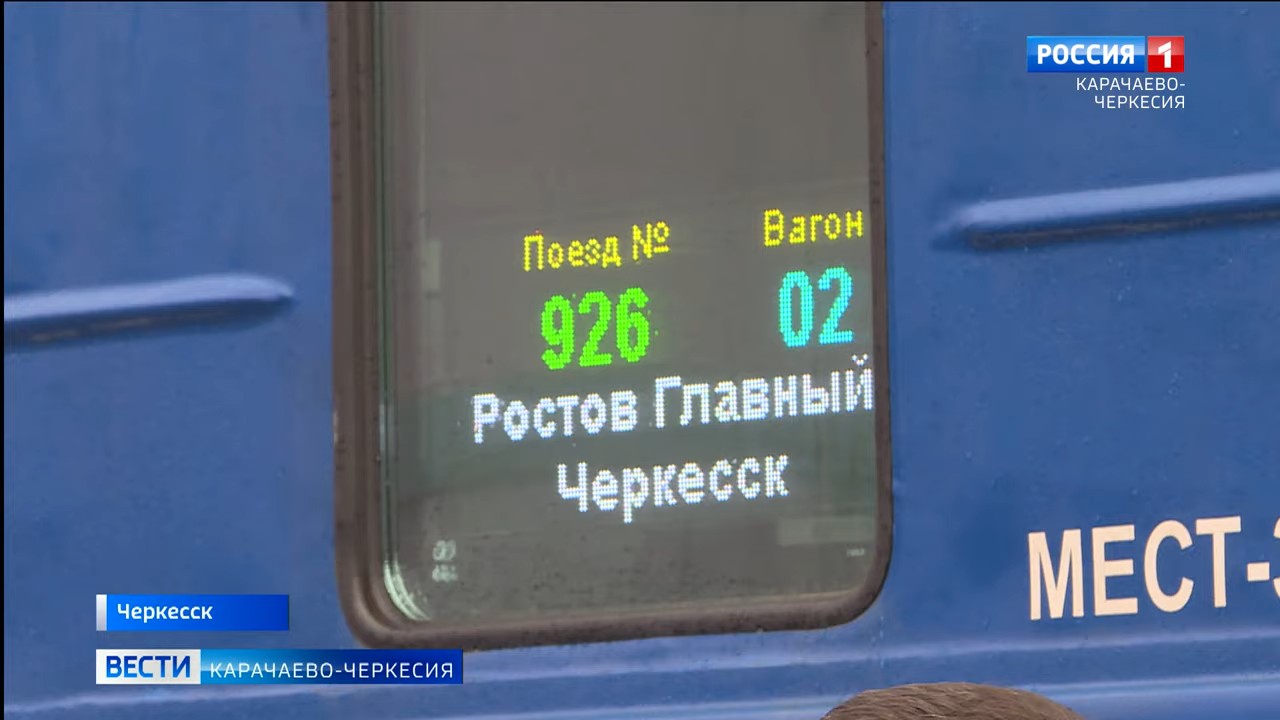 РОССИЯ 1
КАРАЧАЕВО-
ЧЕРКЕСИЯ
Поезд № Вагон
926 02
Ростов Главный
Черкесск
МЕСТ-
Черкесск
ВЕСТИ КАРАЧАЕВО-ЧЕРКЕСИЯ